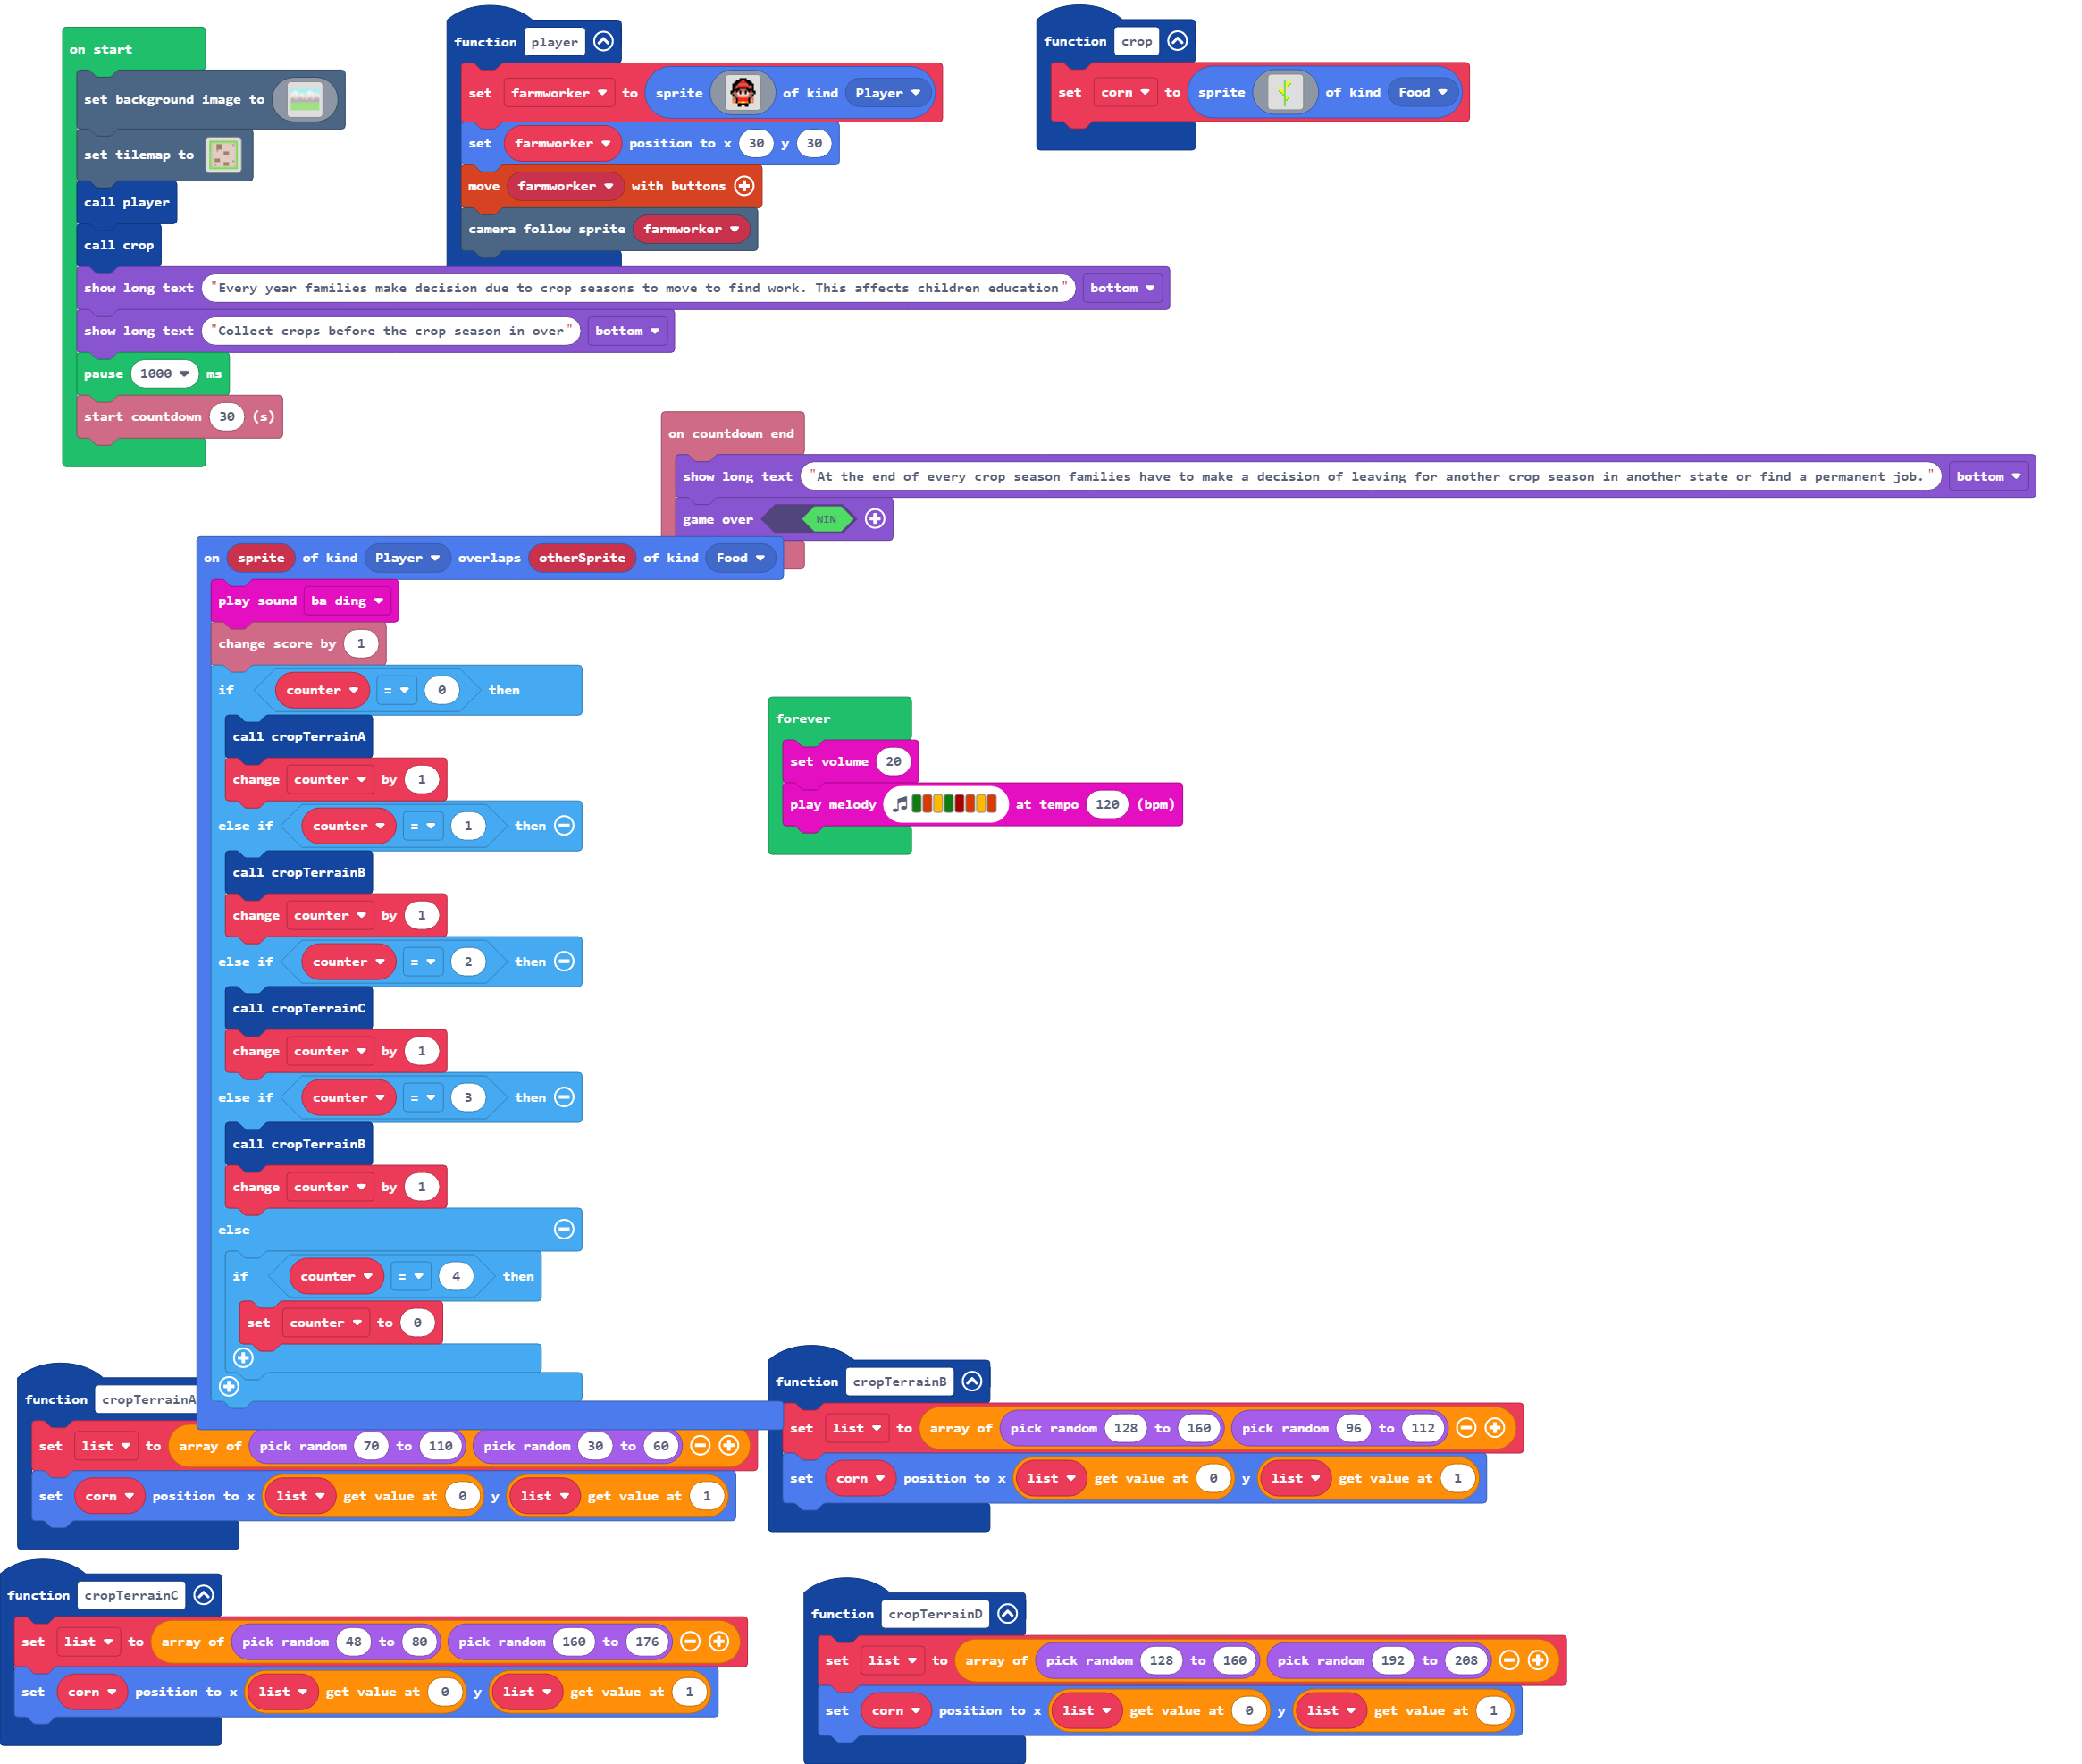 on start
set background image to
set tilemap to
call player
call crop
show long text "Every year families make decision due to crop seasons to move to find work. This affects children education" bottom
show long text "Collect crops before the crop season in over" bottom
pause 1000 ms
start countdown 30 (s)
function player
set farmworker to sprite of kind Player
set farmworker position to x 30 y 30
move farmworker with buttons
camera follow sprite farmworker
function crop
set corn to sprite of kind Food
on countdown end
show long text "At the end of every crop season families have to make a decision of leaving for another crop season in another state or find a permanent job." bottom
game over WIN
on sprite of kind Player overlaps otherSprite of kind Food
play sound ba ding
change score by 1
if counter = 0 then
call cropTerrainA
change counter by 1
else if counter = 1 then
call cropTerrainB
change counter by 1
else if counter = 2 then
call cropTerrainC
change counter by 1
else if counter = 3 then
call cropTerrainB
change counter by 1
else
if counter = 4 then
set counter to 0
forever
set volume 20
play melody at tempo 120 (bpm)
function cropTerrainA
set list to array of pick random 70 to 110 pick random 30 to 60
set corn position to x list get value at 0 y list get value at 1
function cropTerrainB
set list to array of pick random 128 to 160 pick random 96 to 112
set corn position to x list get value at 0 y list get value at 1
function cropTerrainC
set list to array of pick random 48 to 80 pick random 160 to 176
set corn position to x list get value at 0 y list get value at 1
function cropTerrainD
set list to array of pick random 128 to 160 pick random 192 to 208
set corn position to x list get value at 0 y list get value at 1